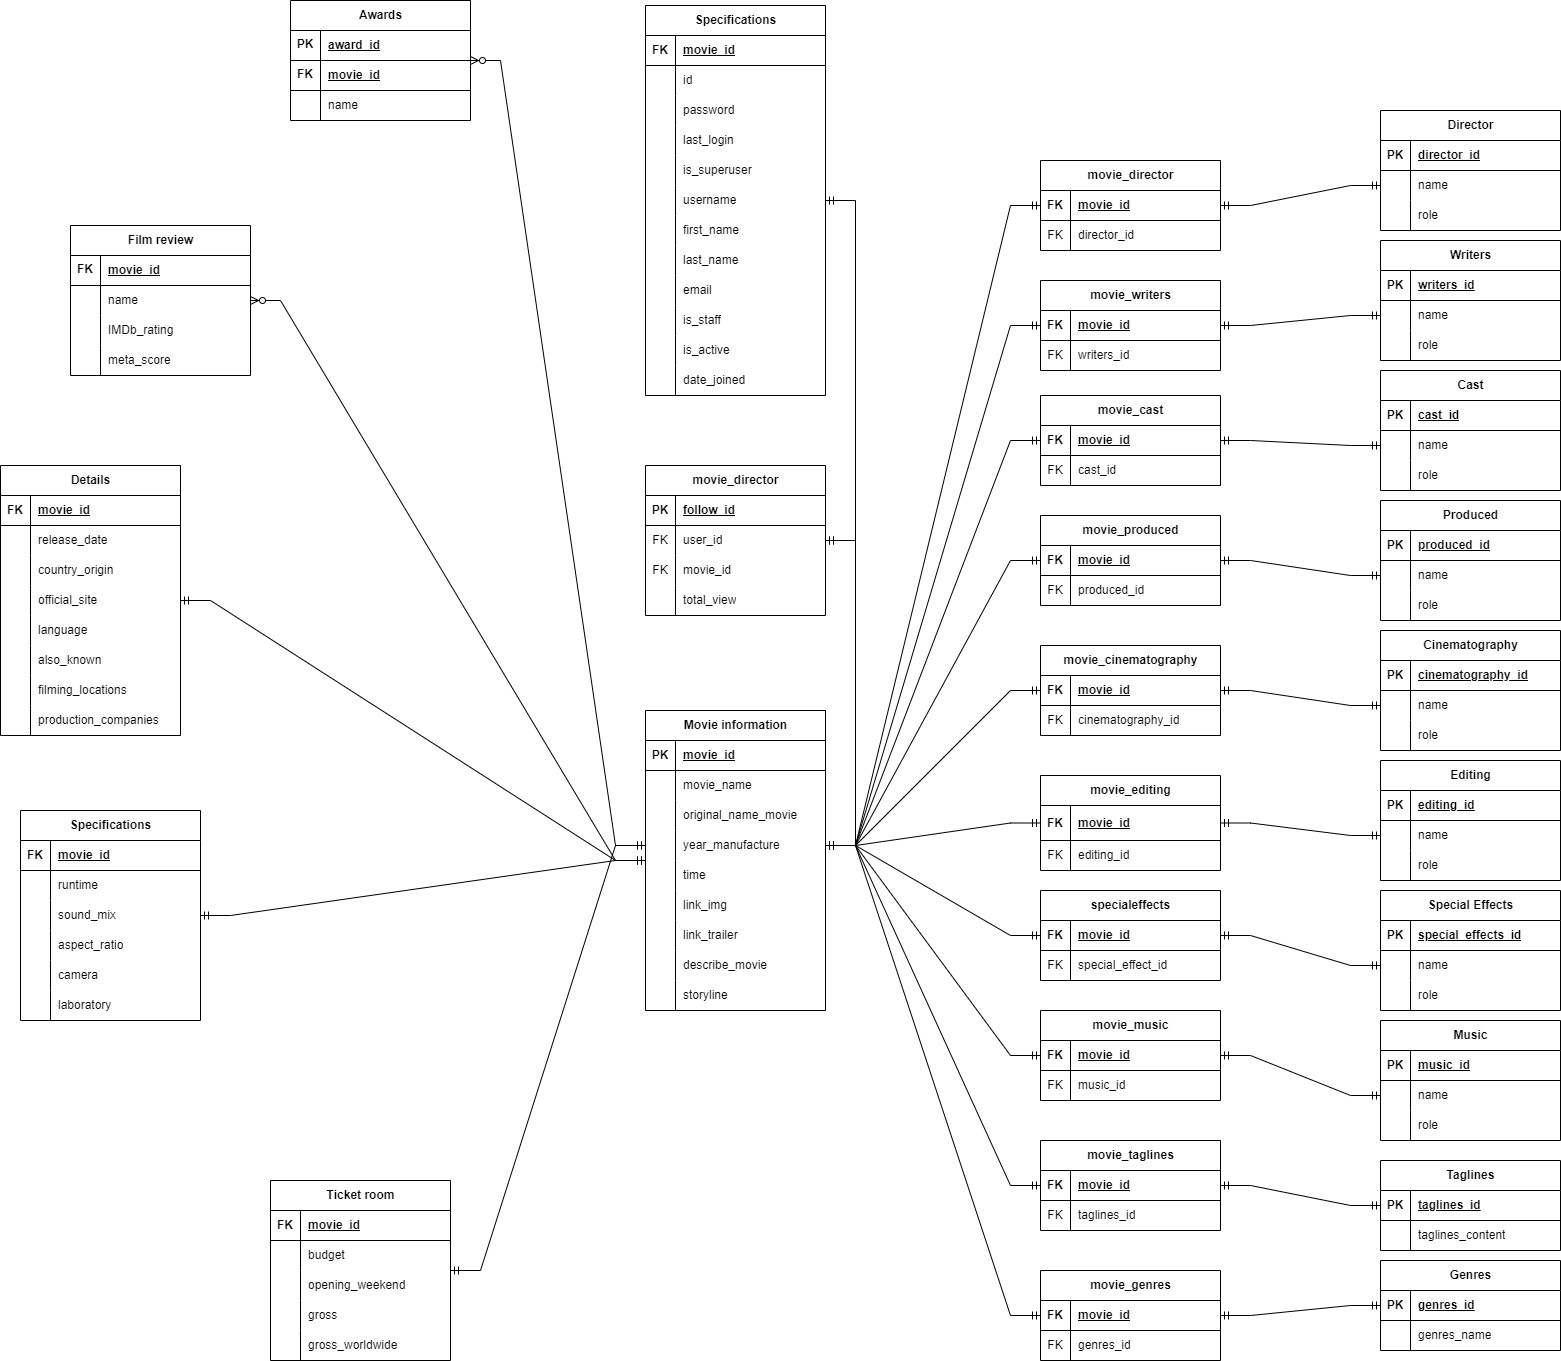 Awards
PK award_id
FK movie_id
name
Specifications
FK movie_id
id
password
last_login
is_superuser
username
first_name
last_name
email
is_staff
is_active
date_joined
Film review
FK movie_id
name
IMDb_rating
meta_score
Details
FK movie_id
release_date
country_origin
official_site
language
also_known
filming_locations
production_companies
movie_director
PK follow_id
FK user_id
FK movie_id
total_view
Specifications
FK movie_id
runtime
sound_mix
aspect_ratio
camera
laboratory
Movie information
PK movie_id
movie_name
original_name_movie
year_manufacture
time
link_img
link_trailer
describe_movie
storyline
Ticket room
FK movie_id
budget
opening_weekend
gross
gross_worldwide
movie_director
FK movie_id
FK director_id
movie_writers
FK movie_id
FK writers_id
movie_cast
FK movie_id
FK cast_id
movie_produced
FK movie_id
FK produced_id
movie_cinematography
FK movie_id
FK cinematography_id
movie_editing
FK movie_id
FK editing_id
specialeffects
FK movie_id
FK special_effect_id
movie_music
FK movie_id
FK music_id
movie_taglines
FK movie_id
FK taglines_id
movie_genres
FK movie_id
FK genres_id
Director
PK director_id
name
role
Writers
PK writers_id
name
role
Cast
PK cast_id
name
role
Produced
PK produced_id
name
role
Cinematography
PK cinematography_id
name
role
Editing
PK editing_id
name
role
Special Effects
PK special_effects_id
name
role
Music
PK music_id
name
role
Taglines
PK taglines_id
taglines_content
Genres
PK genres_id
genres_name